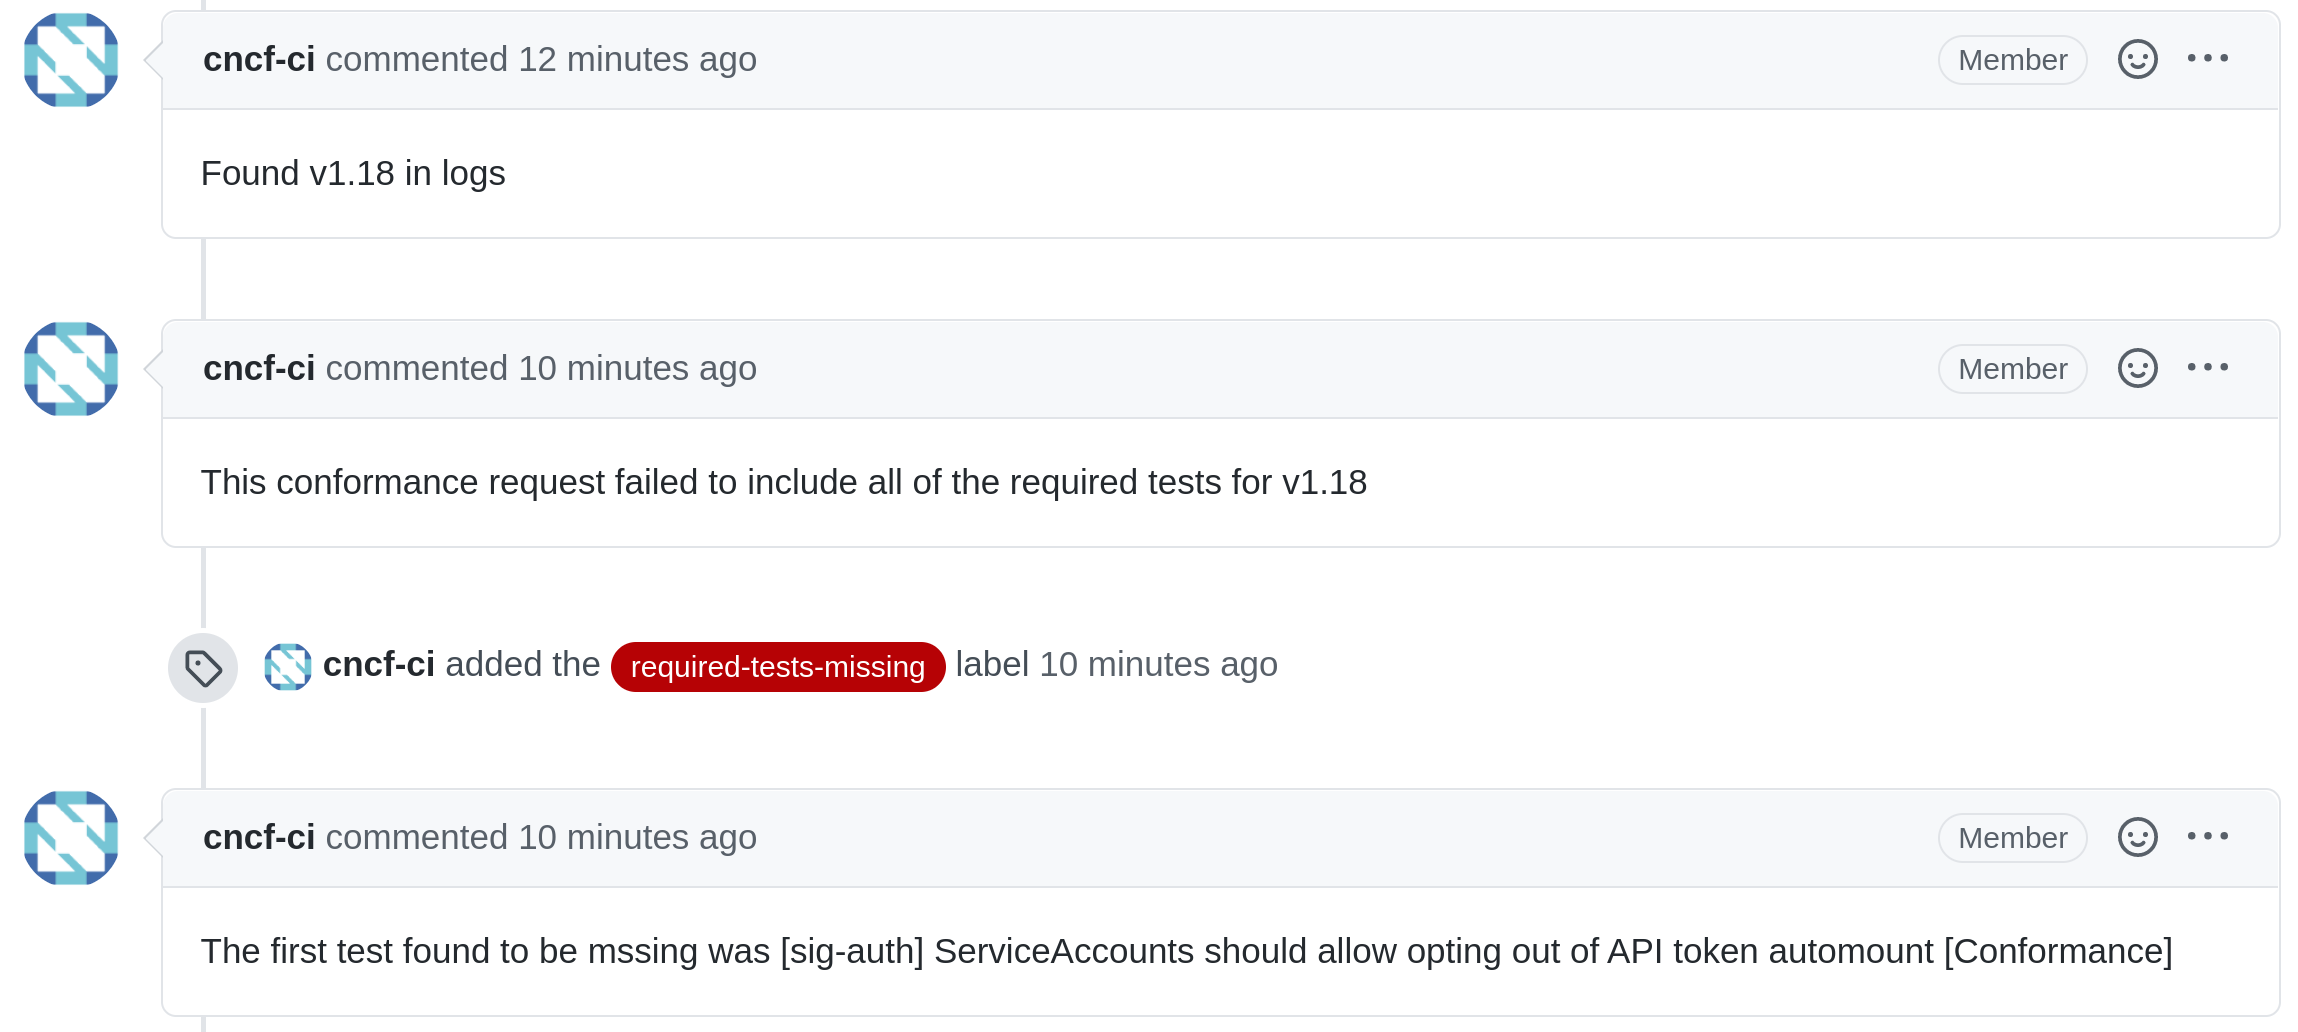 cncf-ci commented 12 minutes ago Member
Found v1.18 in logs
cncf-ci commented 10 minutes ago Member
This conformance request failed to include all of the required tests for v1.18
cncf-ci added the required-tests-missing label 10 minutes ago
cncf-ci commented 10 minutes ago Member
The first test found to be mssing was [sig-auth] ServiceAccounts should allow opting out of API token automount [Conformance]